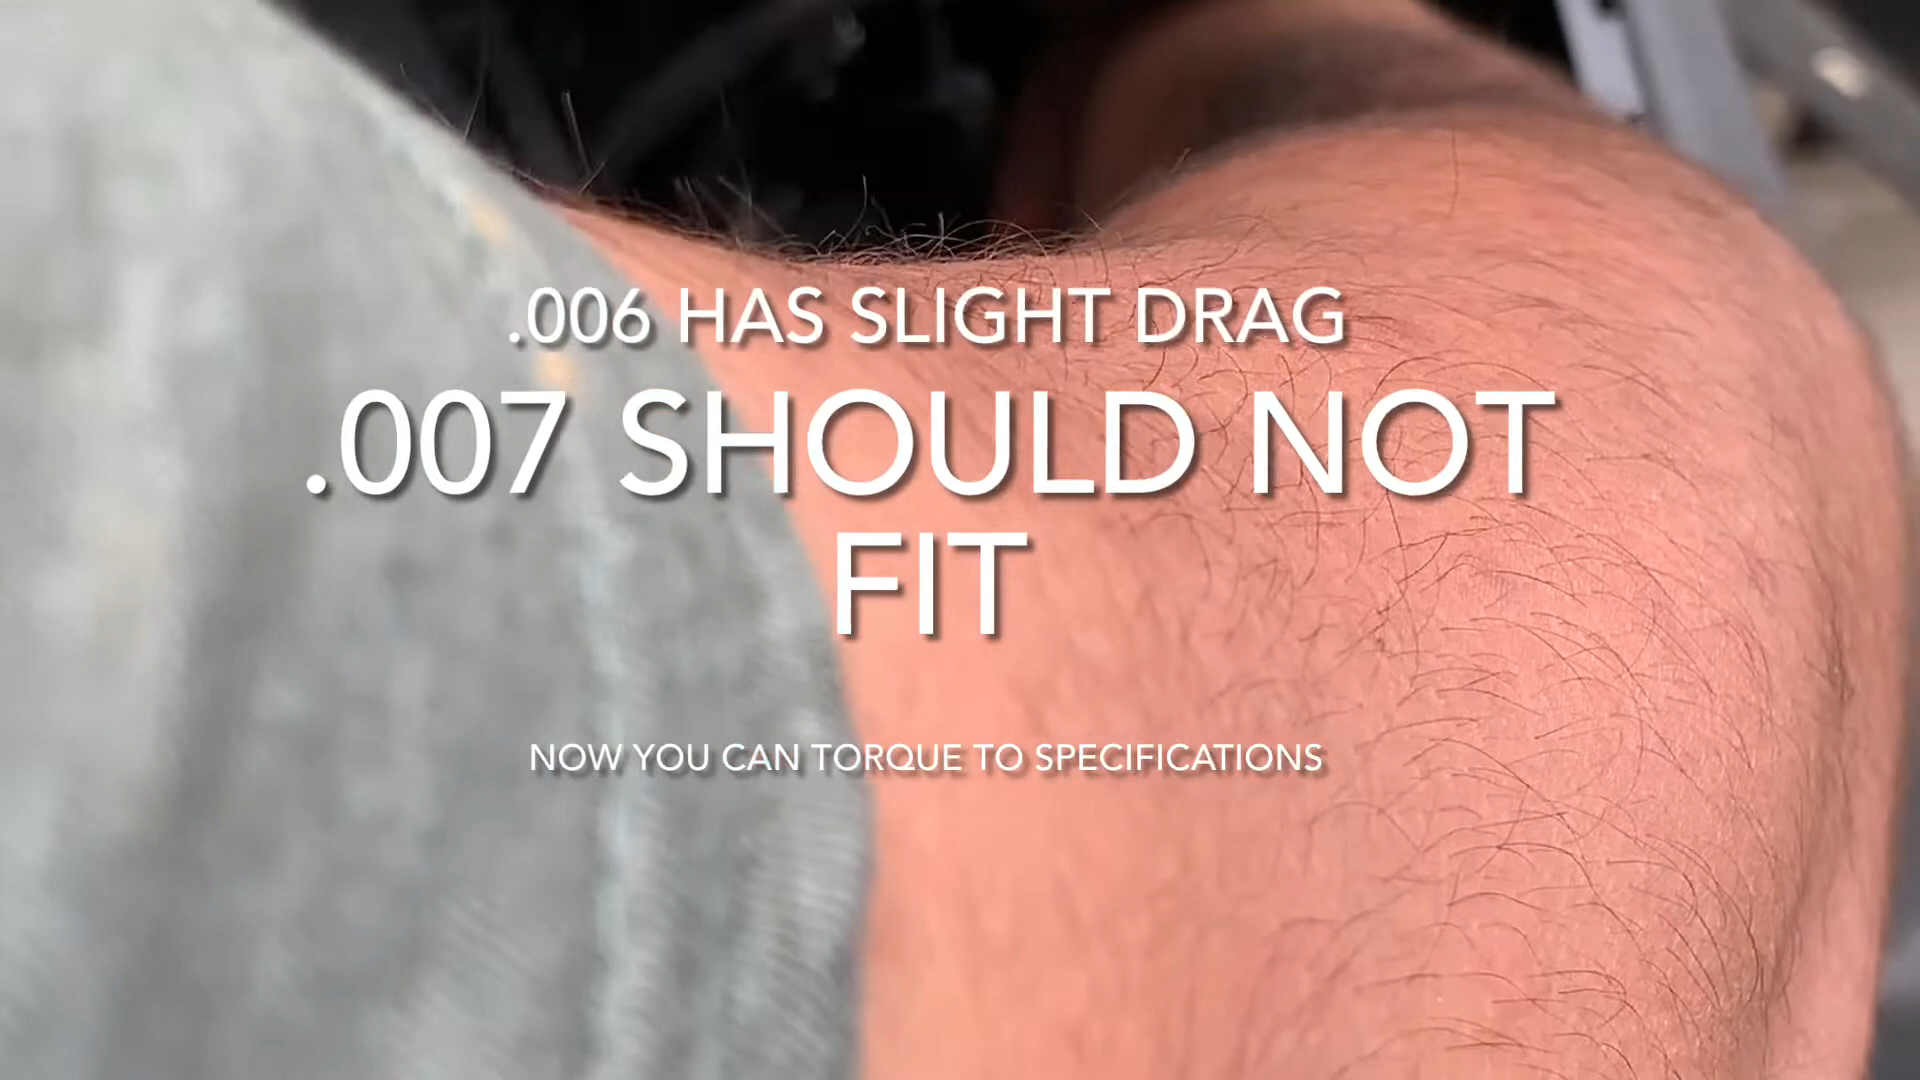 .006 HAS SLIGHT DRAG
.007 SHOULD NOT
FIT
NOW YOU CAN TORQUE TO SPECIFICATIONS